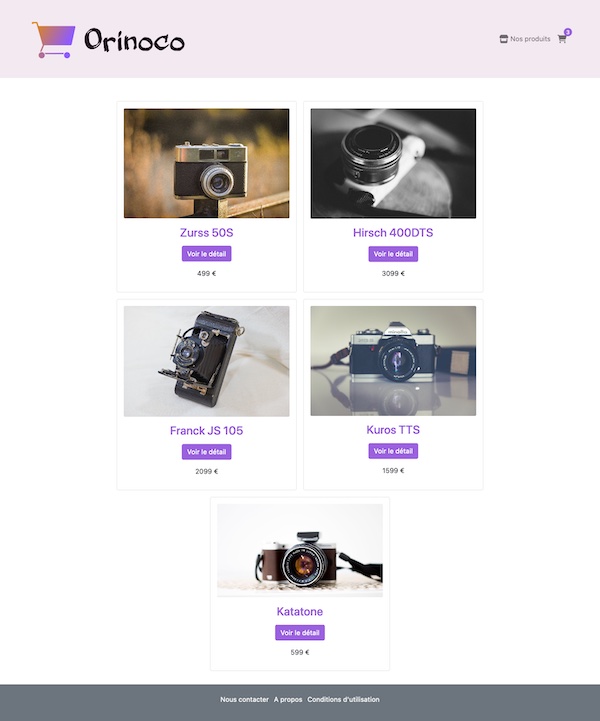 Orinoco
Nos produits
3
Zurss 50S
Voir le détail
499 €
Hirsch 400DTS
Voir le détail
3099 €
Franck JS 105
Voir le détail
2099 €
Kuros TTS
Voir le détail
1599 €
Katatone
Voir le détail
599 €
Nous contacter A propos Conditions d'utilisation